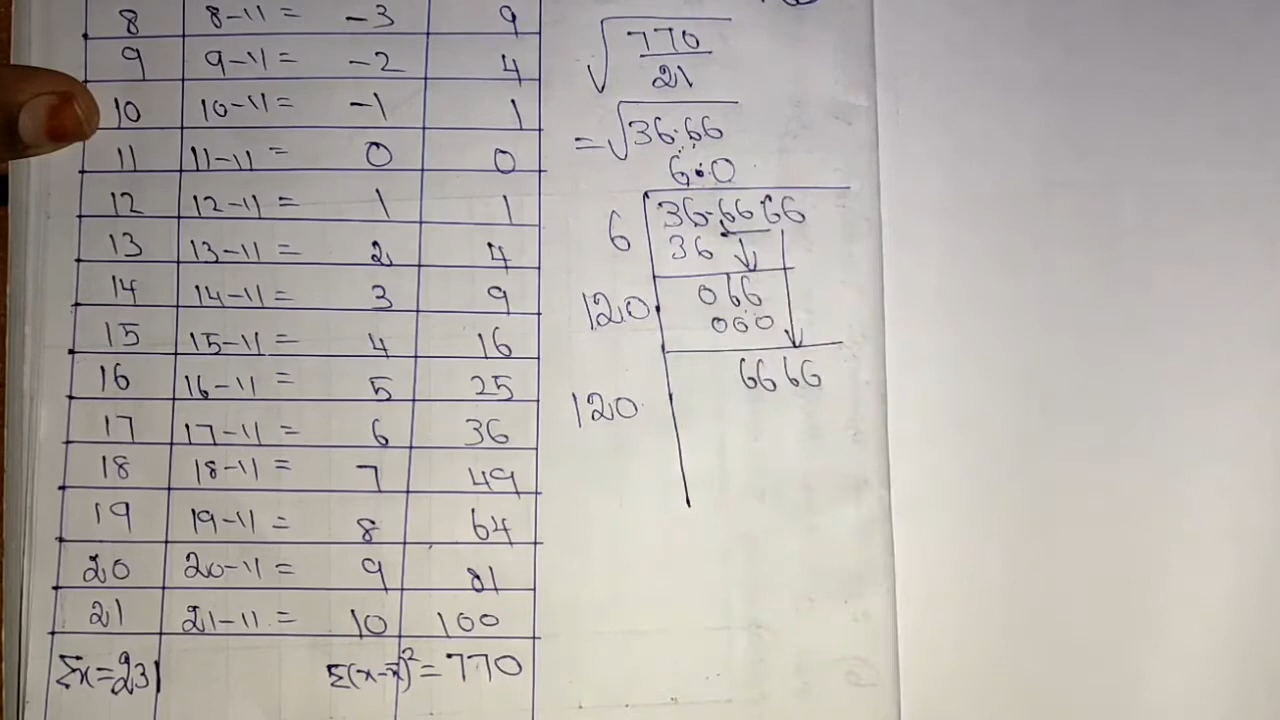 8 8-11= -3 9
9 9-11= -2 4
10 10-11= -1 1
11 11-11= 0 0
12 12-11= 1 1
13 13-11= 2 4
14 14-11= 3 9
15 15-11= 4 16
16 16-11= 5 25
17 17-11= 6 36
18 18-11= 7 49
19 19-11= 8 64
20 20-11= 9 81
21 21-11= 10 100
Σx=231 Σ(x-x̄)²=770
√770/21
=√36.66
6.0
6 36.6666
36
120 066
000
6666
120